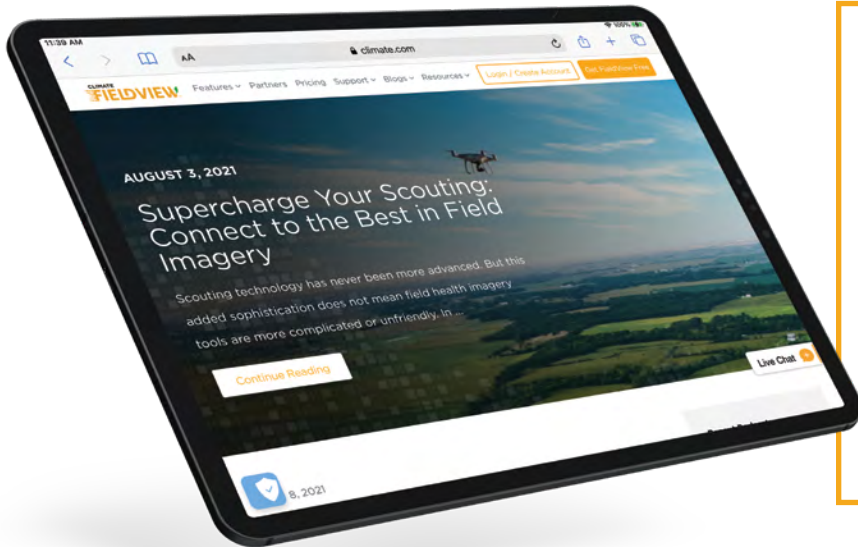 11:39 AM
100%
AA
climate.com
CLIMATE
FIELDVIEW
Features
Partners
Pricing
Support
Blogs
Resources
Login / Create Account
Get FieldView Free
AUGUST 3, 2021
Supercharge Your Scouting:
Connect to the Best in Field
Imagery
Scouting technology has never been more advanced. But this
added sophistication does not mean field health imagery
tools are more complicated or unfriendly. In ...
Continue Reading
Live Chat
8, 2021